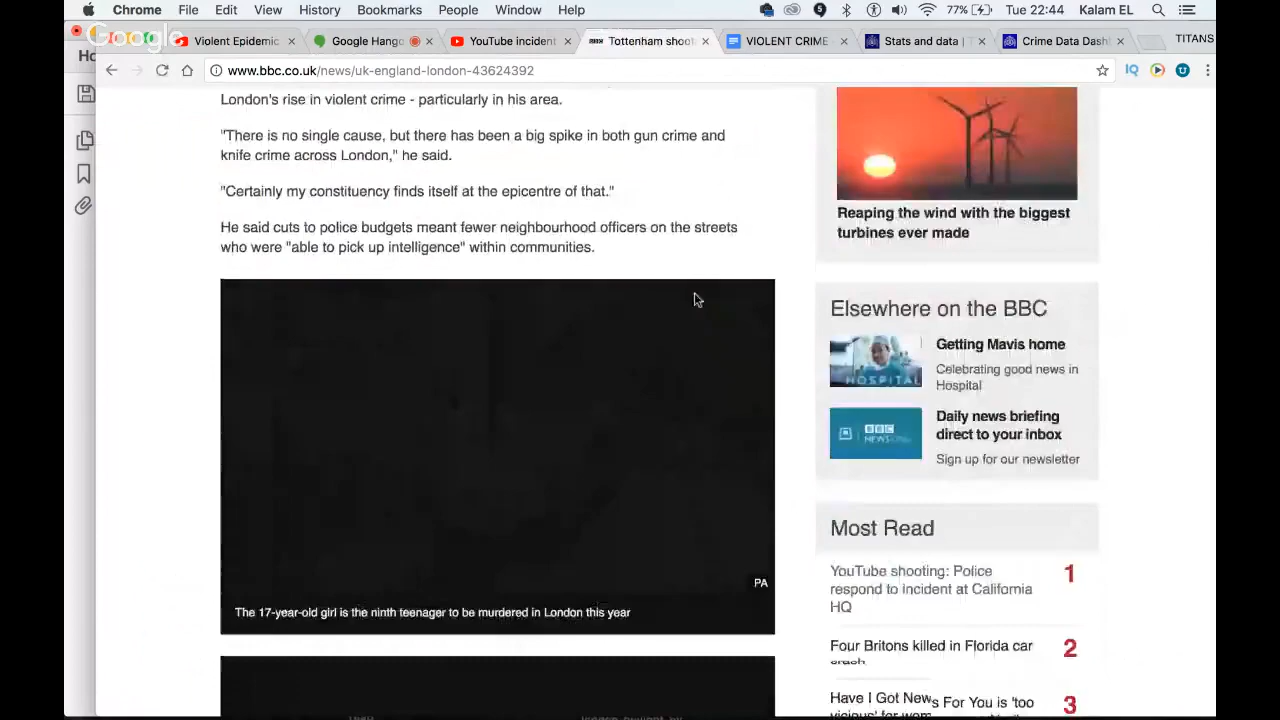 Chrome File Edit View History Bookmarks People Window Help 77% Tue 22:44 Kalam EL
Google
Violent Epidemic Google Hango YouTube incident Tottenham shoot VIOLENT CRIME Stats and data Crime Data Dash TITANS
Ho
www.bbc.co.uk/news/uk-england-london-43624392
London's rise in violent crime - particularly in his area.
"There is no single cause, but there has been a big spike in both gun crime and
knife crime across London," he said.
"Certainly my constituency finds itself at the epicentre of that."
He said cuts to police budgets meant fewer neighbourhood officers on the streets
who were "able to pick up intelligence" within communities.
PA
The 17-year-old girl is the ninth teenager to be murdered in London this year
Reaping the wind with the biggest
turbines ever made
Elsewhere on the BBC
HOSPITAL
Getting Mavis home
Celebrating good news in
Hospital
BBC
Daily news briefing
direct to your inbox
Sign up for our newsletter
Most Read
YouTube shooting: Police 1
respond to incident at California
HQ
Four Britons killed in Florida car 2
crash
Have I Got News For You is 'too 3
vicious' for